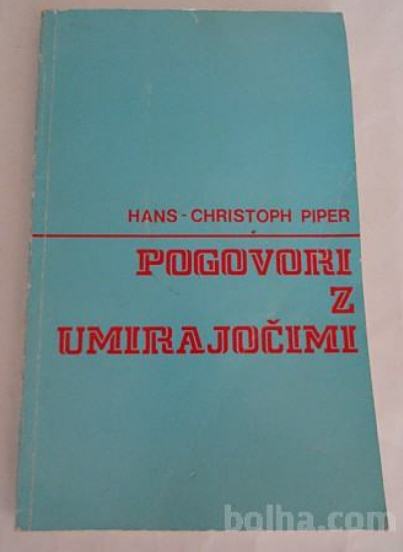 HANS-CHRISTOPH PIPER
POGOVORI
Z
UMIRAJOČIMI
bolha.com